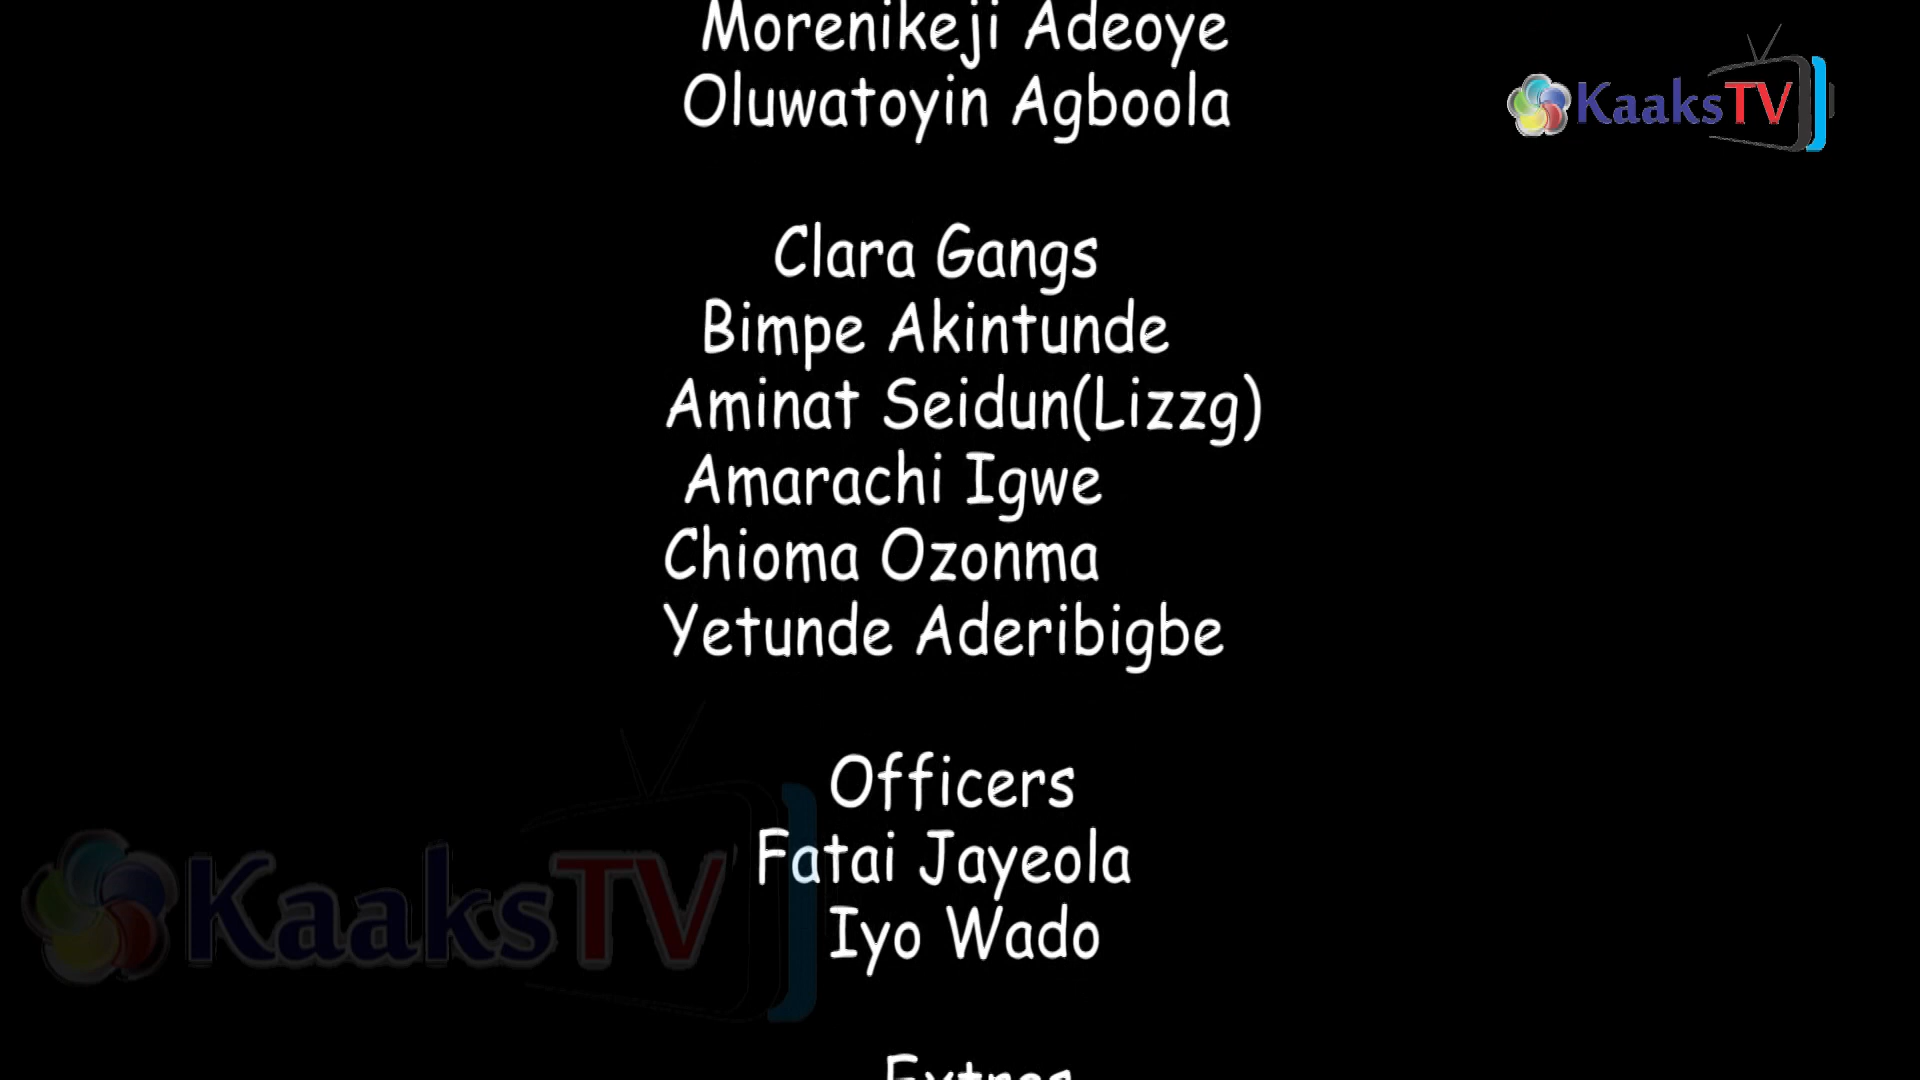 Morenikeji Adeoye
Oluwatoyin Agboola
KaaksTV
Clara Gangs
Bimpe Akintunde
Aminat Seidun(Lizzg)
Amarachi Igwe
Chioma Ozonma
Yetunde Aderibigbe
Officers
Fatai Jayeola
Iyo Wado
KaaksTV
Extras